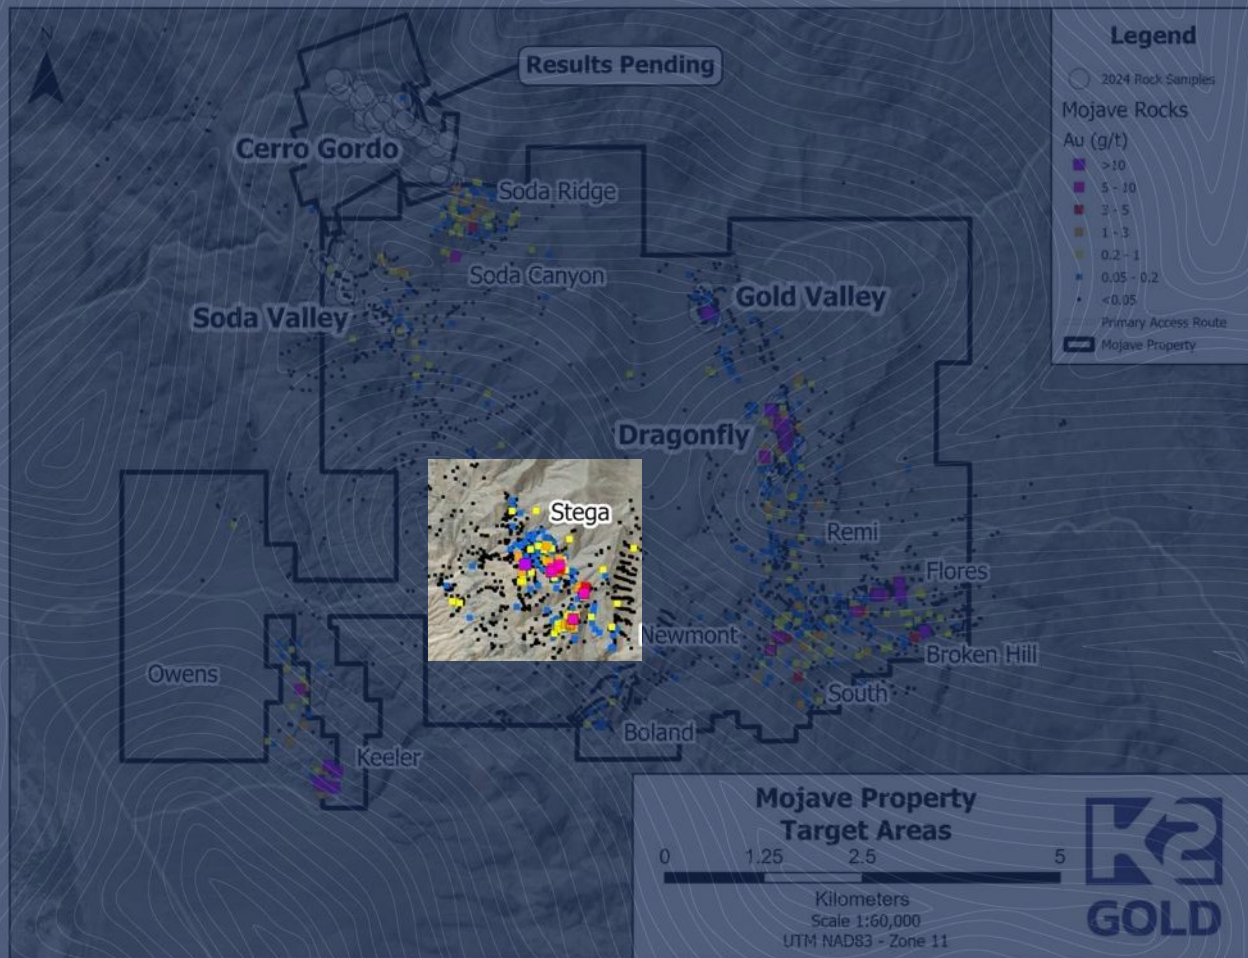 N
Results Pending
Legend
2024 Rock Samples
Mojave Rocks
Au (g/t)
>10
5 - 10
3 - 5
1 - 3
0.2 - 1
0.05 - 0.2
<0.05
Primary Access Route
Mojave Property
Cerro Gordo
Soda Ridge
Soda Canyon
Soda Valley
Gold Valley
Dragonfly
Stega
Remi
Flores
Newmont
Broken Hill
Owens
South
Boland
Keeler
Mojave Property
Target Areas
0 1.25 2.5 5
Kilometers
Scale 1:60,000
UTM NAD83 - Zone 11
K2
GOLD